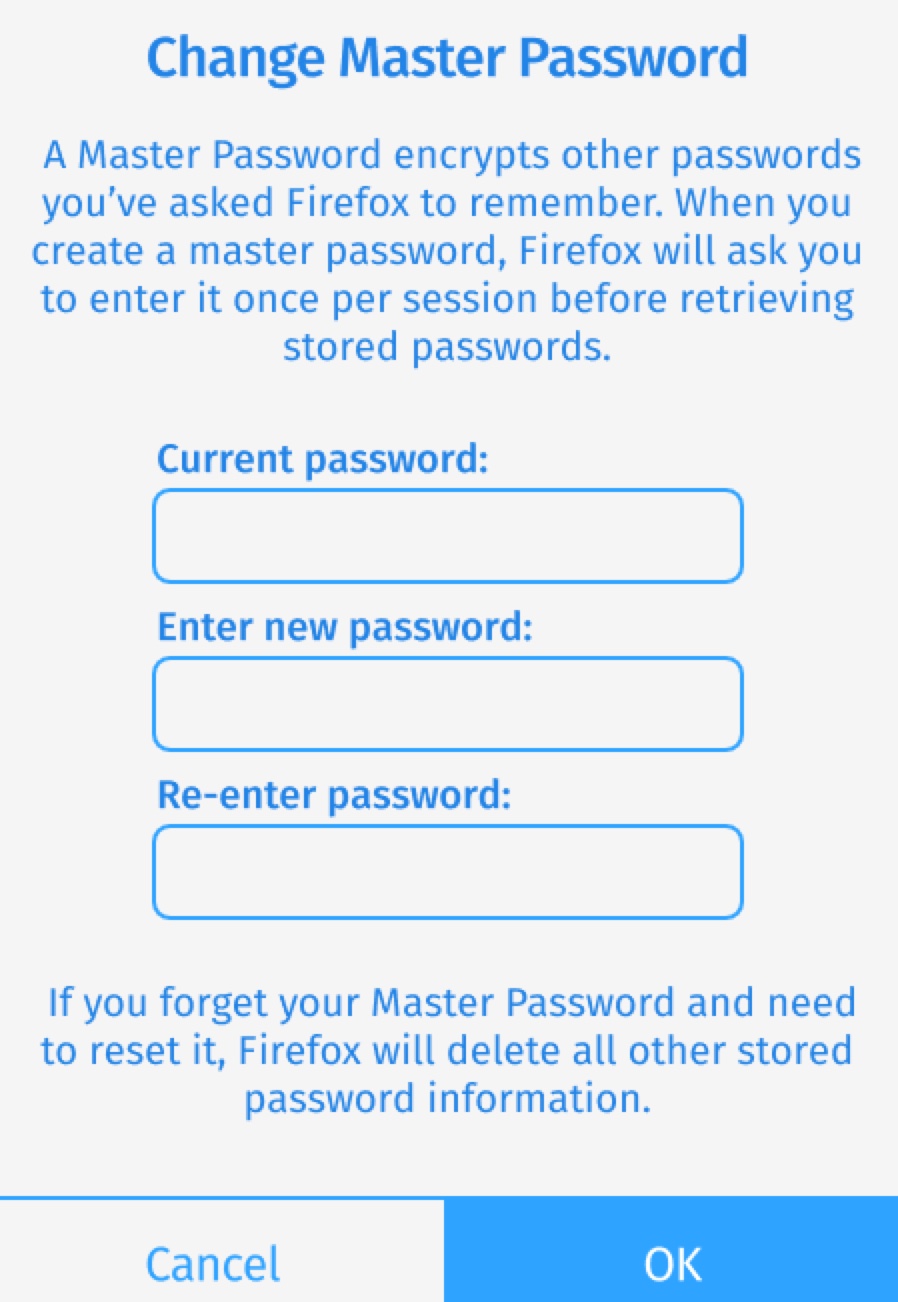 Change Master Password
A Master Password encrypts other passwords
you’ve asked Firefox to remember. When you
create a master password, Firefox will ask you
to enter it once per session before retrieving
stored passwords.
Current password:
Enter new password:
Re-enter password:
If you forget your Master Password and need
to reset it, Firefox will delete all other stored
password information.
Cancel
OK